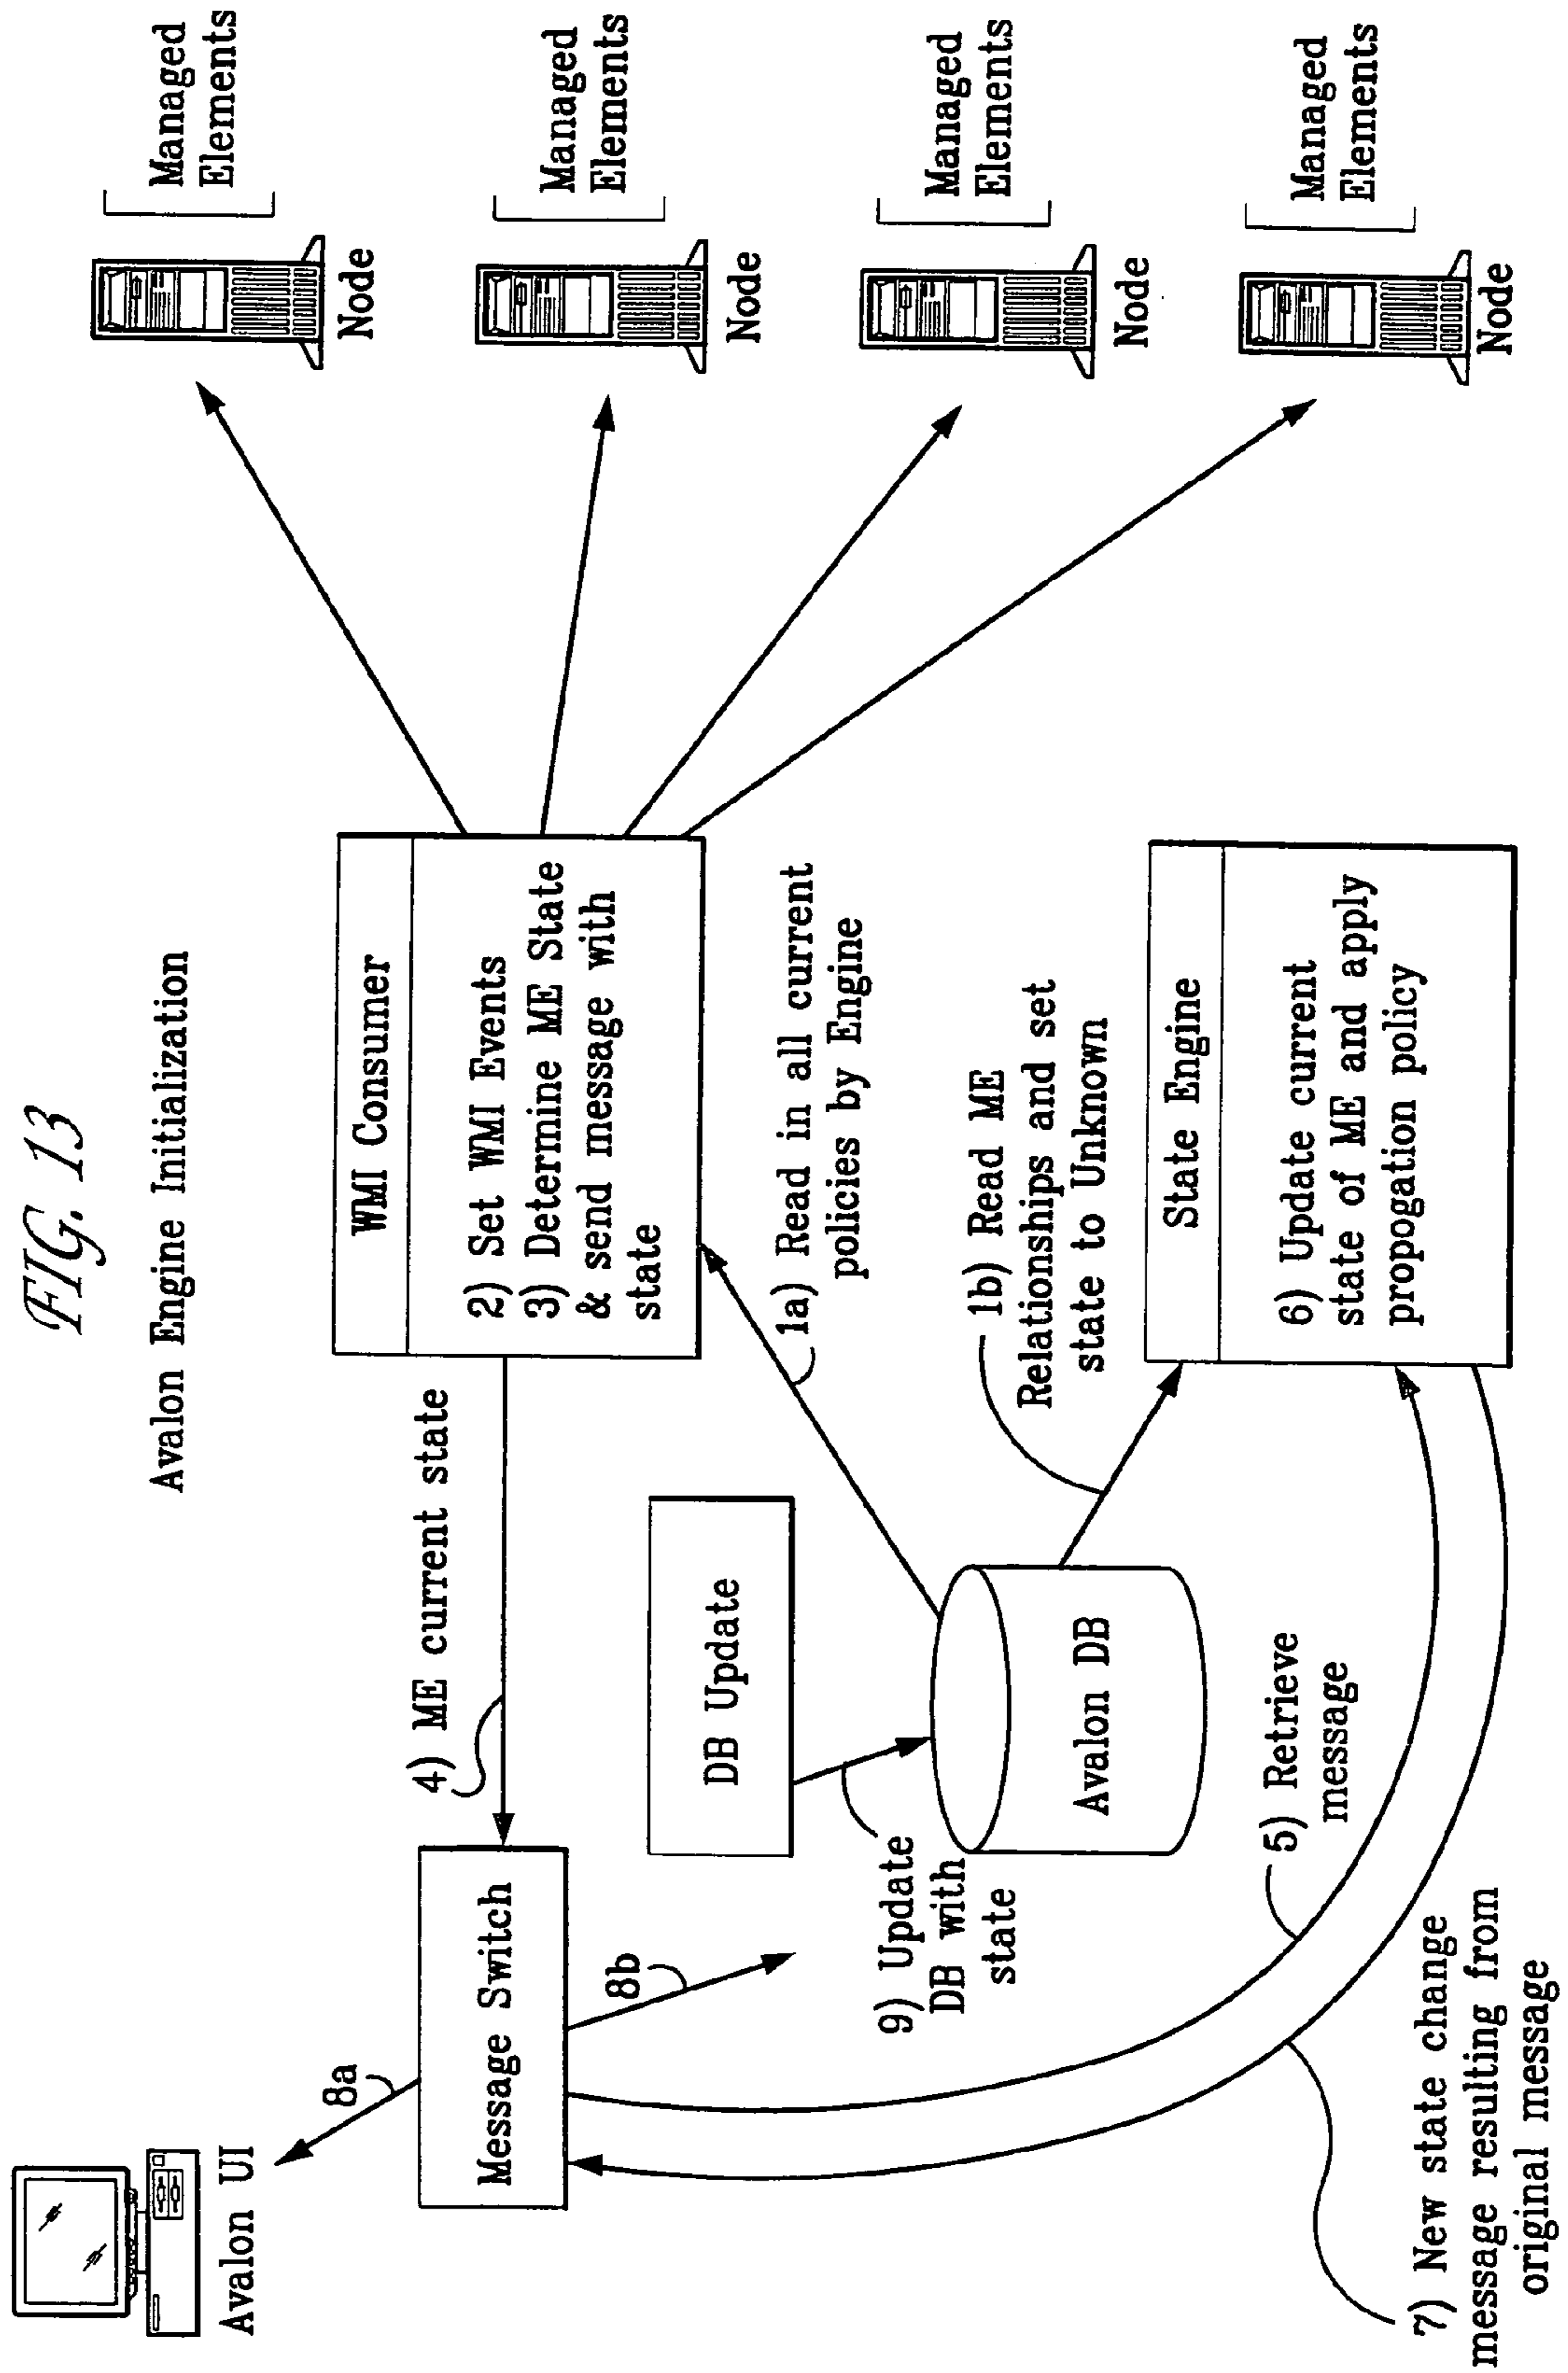 FIG. 13
Avalon Engine Initialization
Avalon UI
8a
Message Switch
8b
4) ME current state
WMI Consumer
2) Set WMI Events
3) Determine ME State
& send message with
state
Managed
Elements
Node
Managed
Elements
Node
Managed
Elements
Node
Managed
Elements
Node
DB Update
9) Update
DB with
state
Avalon DB
1a) Read in all current
policies by Engine
1b) Read ME
Relationships and set
state to Unknown
State Engine
6) Update current
state of ME and apply
propogation policy
5) Retrieve
message
7) New state change
message resulting from
original message